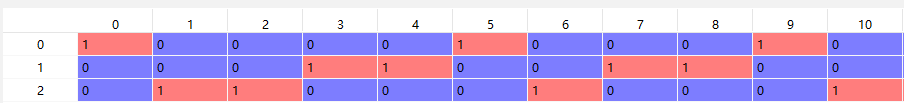 0 1 2 3 4 5 6 7 8 9 10
0 1 0 0 0 0 1 0 0 0 1 0
1 0 0 0 1 1 0 0 1 1 0 0
2 0 1 1 0 0 0 1 0 0 0 1